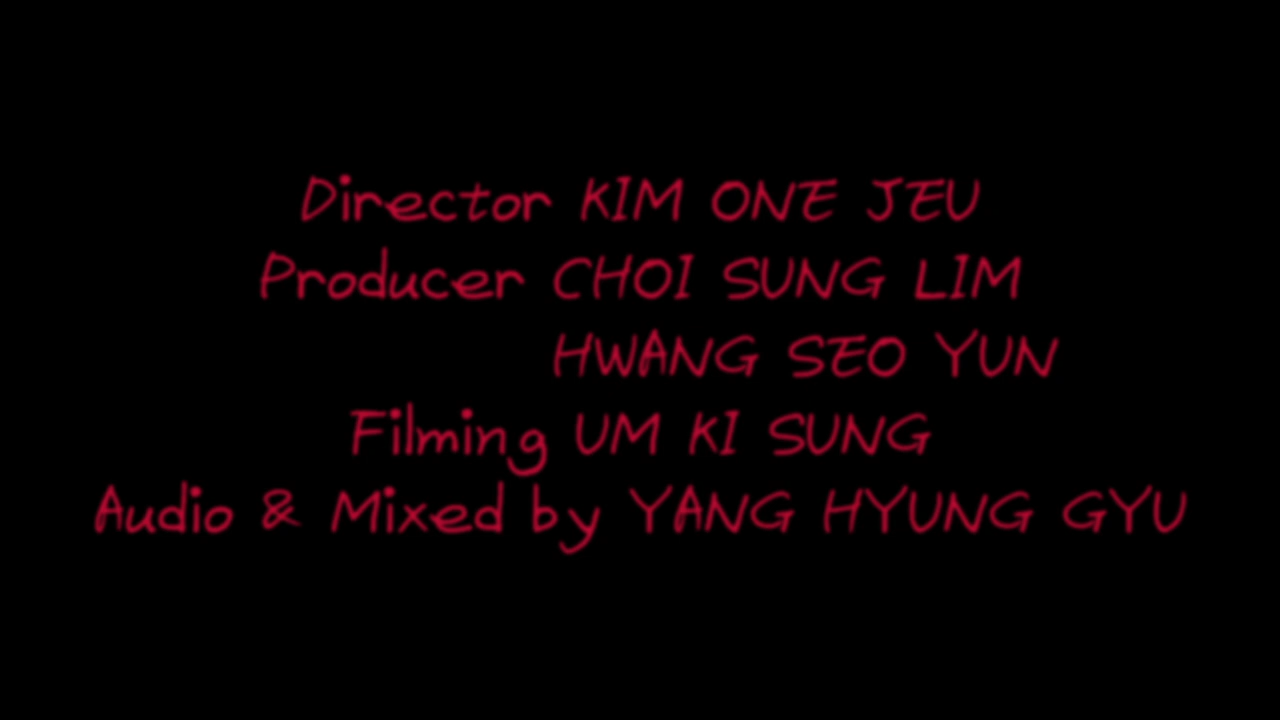 Director KIM ONE JEU
Producer CHOI SUNG LIM
HWANG SEO YUN
Filming UM KI SUNG
Audio & Mixed by YANG HYUNG GYU